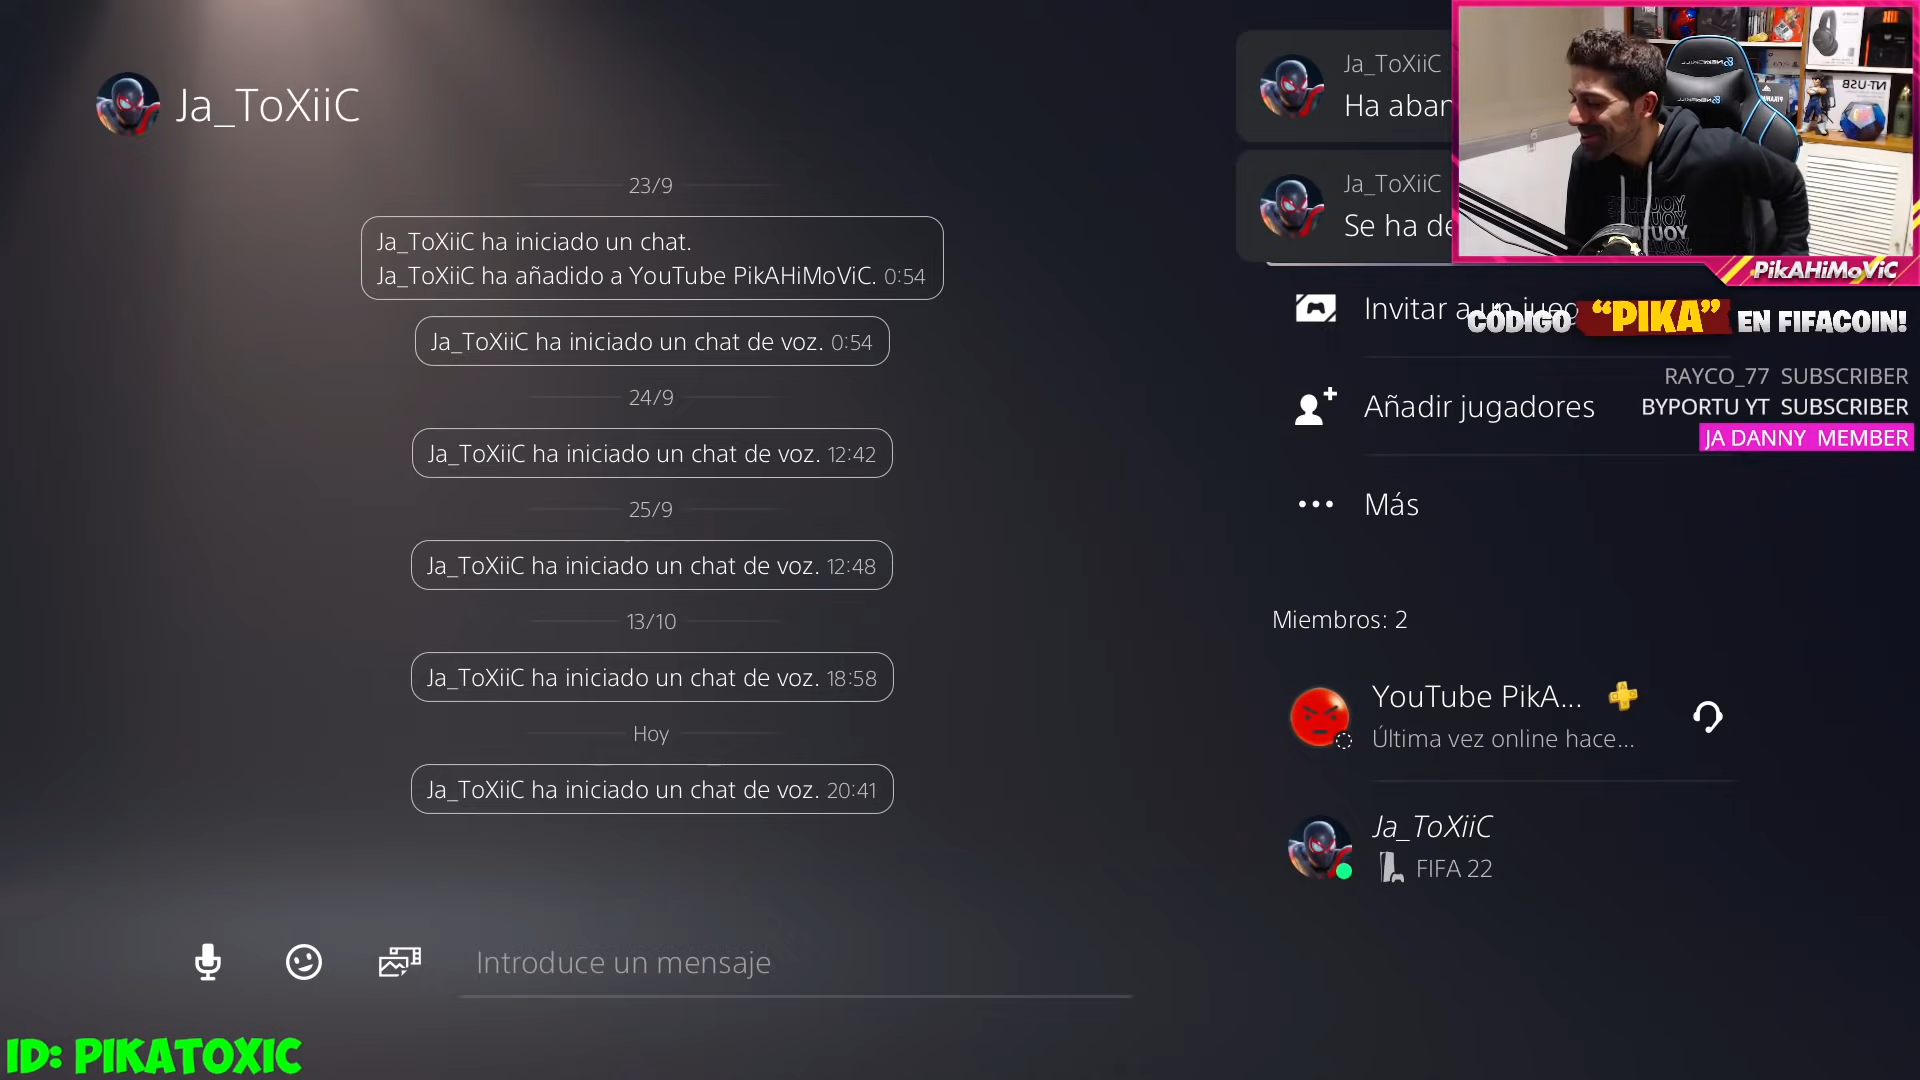 Ja_ToXiiC
23/9
Ja_ToXiiC ha iniciado un chat.
Ja_ToXiiC ha añadido a YouTube PikAHiMoViC. 0:54
Ja_ToXiiC ha iniciado un chat de voz. 0:54
24/9
Ja_ToXiiC ha iniciado un chat de voz. 12:42
25/9
Ja_ToXiiC ha iniciado un chat de voz. 12:48
13/10
Ja_ToXiiC ha iniciado un chat de voz. 18:58
Hoy
Ja_ToXiiC ha iniciado un chat de voz. 20:41
Introduce un mensaje
ID: PIKATOXIC
Ja_ToXiiC
Ha aban
Ja_ToXiiC
Se ha de
NT-USB
PikAHiMoViC
Invitar a un jueg
CÓDIGO "PIKA" EN FIFACOIN!
RAYCO_77 SUBSCRIBER
BYPORTU YT SUBSCRIBER
JA DANNY MEMBER
Añadir jugadores
Más
Miembros: 2
YouTube PikA...
Última vez online hace...
Ja_ToXiiC
FIFA 22